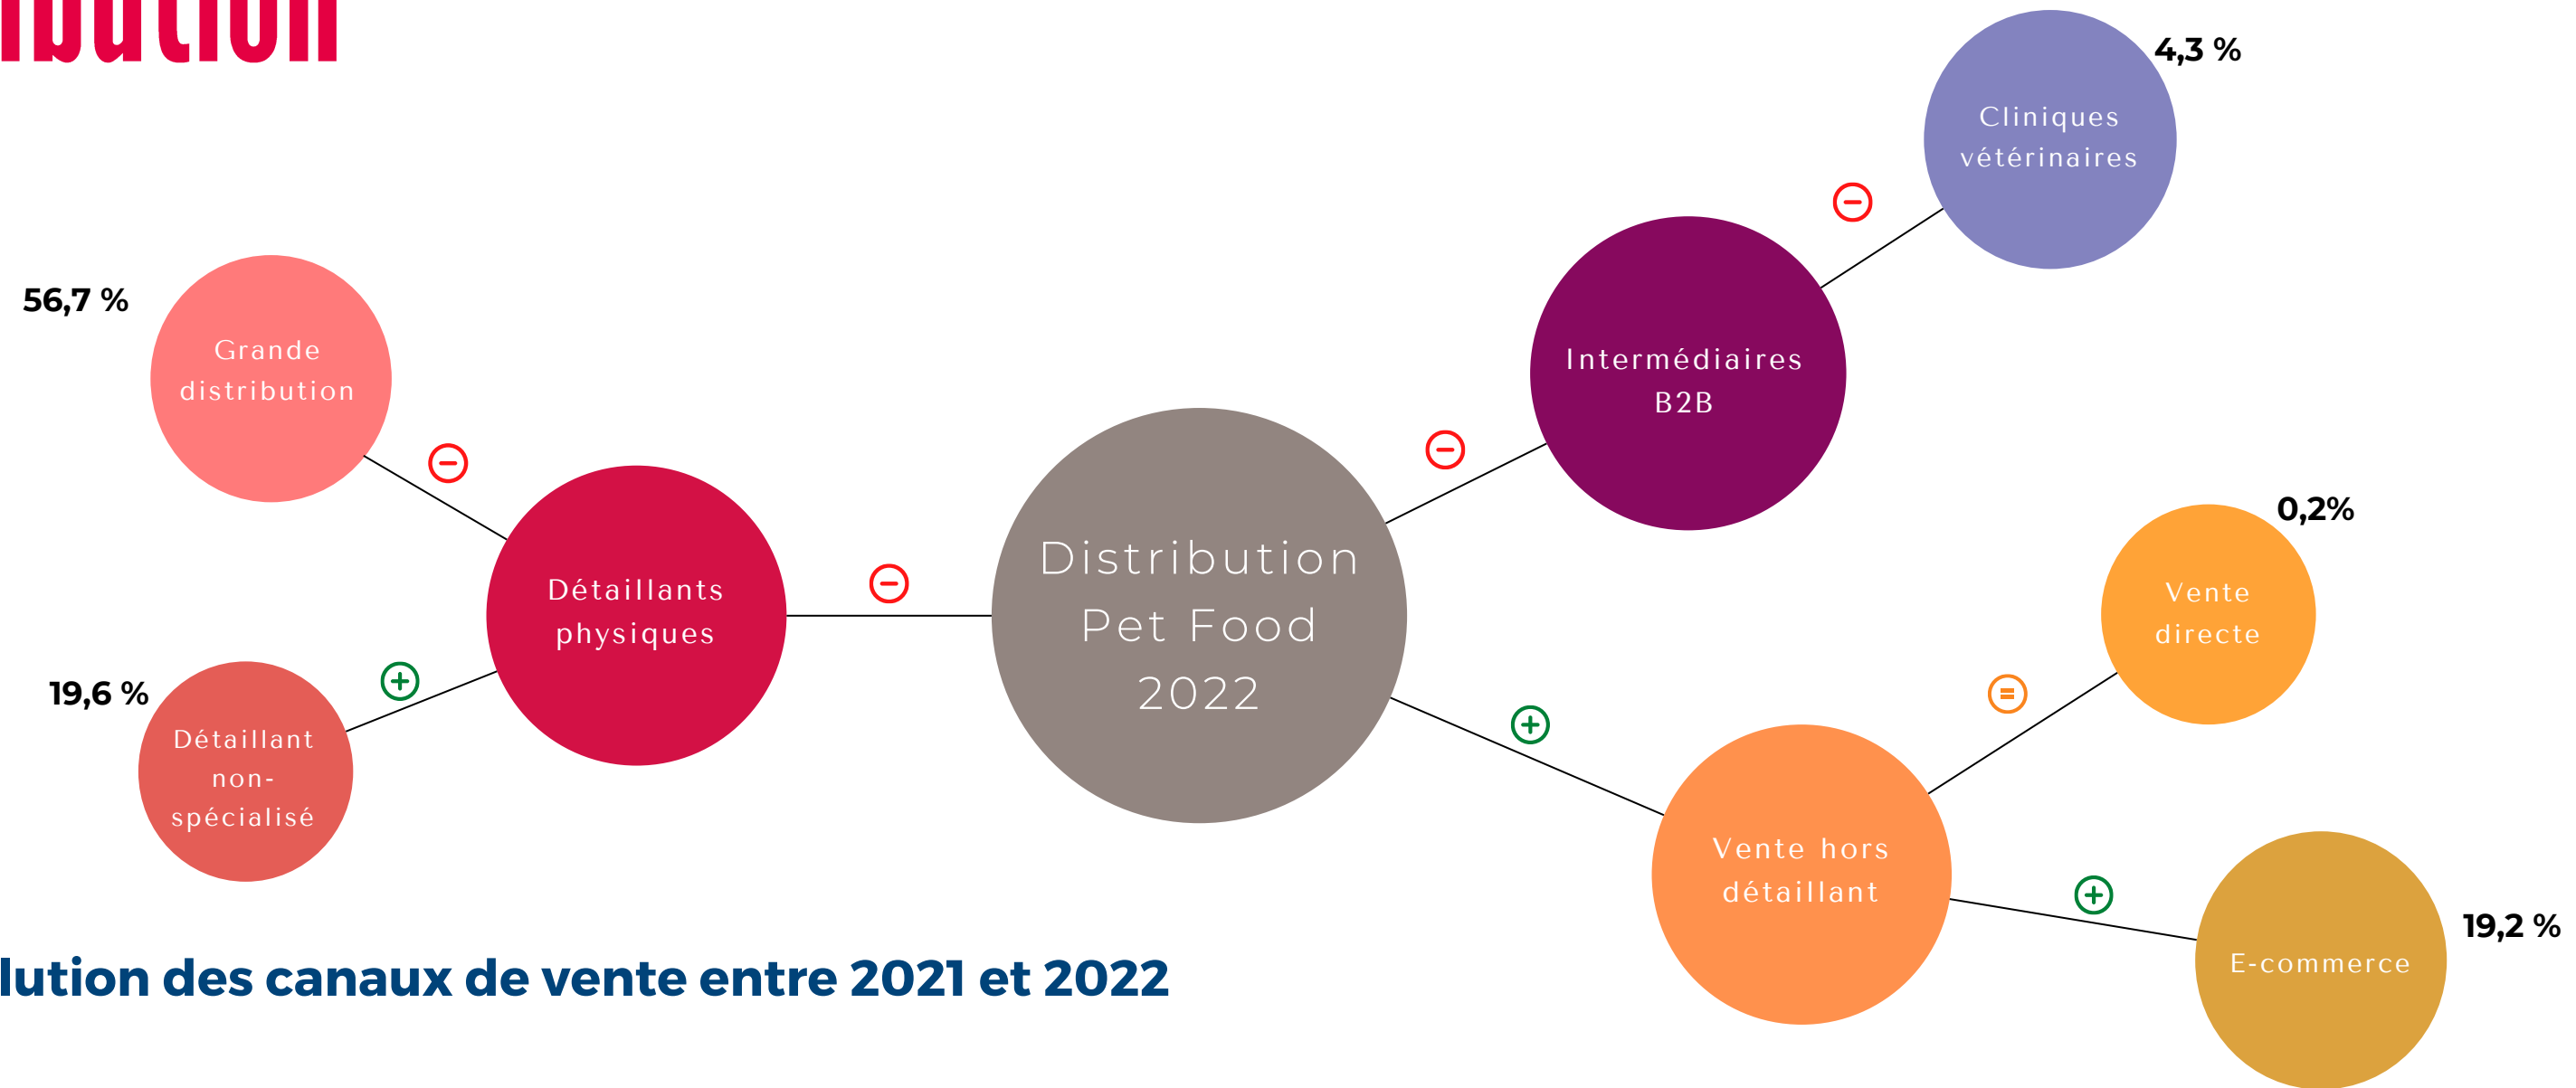 ibution
4,3 %
Cliniques
vétérinaires
56,7 %
Grande
distribution
Intermédiaires
B2B
0,2%
Vente
directe
Distribution
Pet Food
2022
Détaillants
physiques
19,6 %
Détaillant
non-
spécialisé
Vente hors
détaillant
19,2 %
E-commerce
lution des canaux de vente entre 2021 et 2022